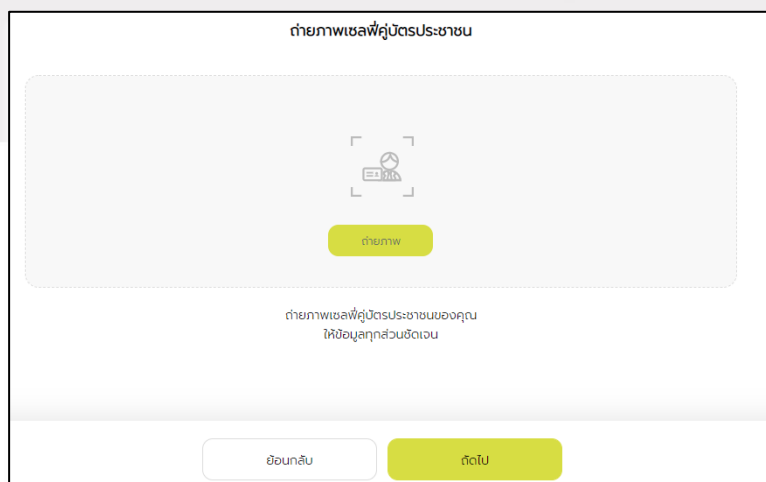 ถ่ายภาพเซลฟี่คู่บัตรประชาชน
ถ่ายภาพ
ถ่ายภาพเซลฟี่คู่บัตรประชาชนของคุณ
ให้ข้อมูลทุกส่วนชัดเจน
ย้อนกลับ
ถัดไป